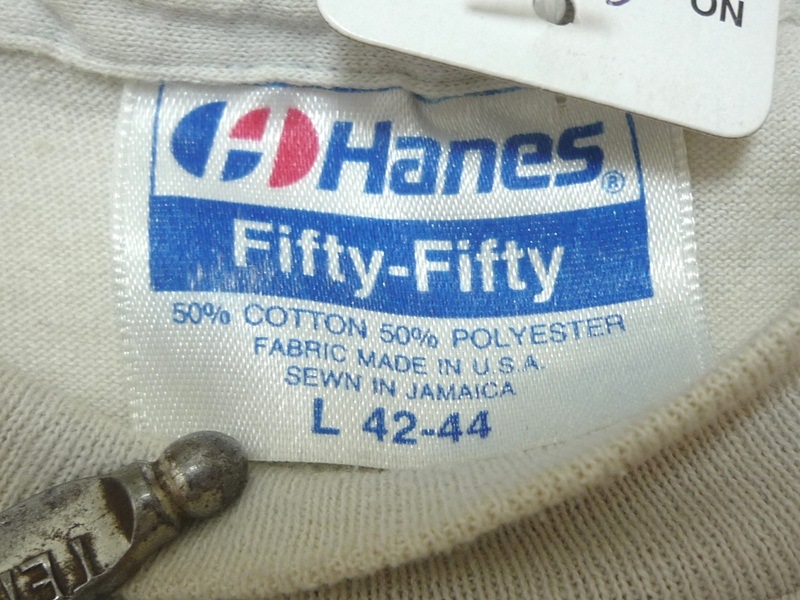 ON
Hanes®
Fifty-Fifty
50% COTTON 50% POLYESTER
FABRIC MADE IN U.S.A.
SEWN IN JAMAICA
L 42-44